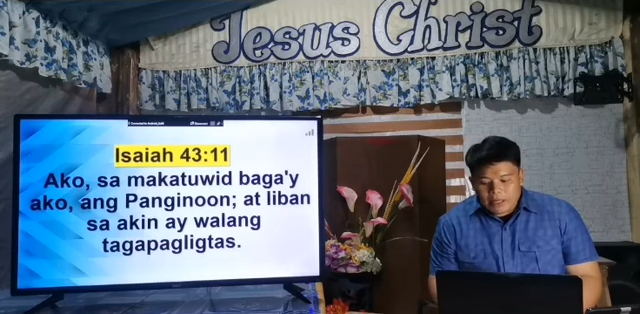 Jesus Christ
Isaiah 43:11
Ako, sa makatuwid baga'y
ako, ang Panginoon; at liban
sa akin ay walang
tagapagligtas.